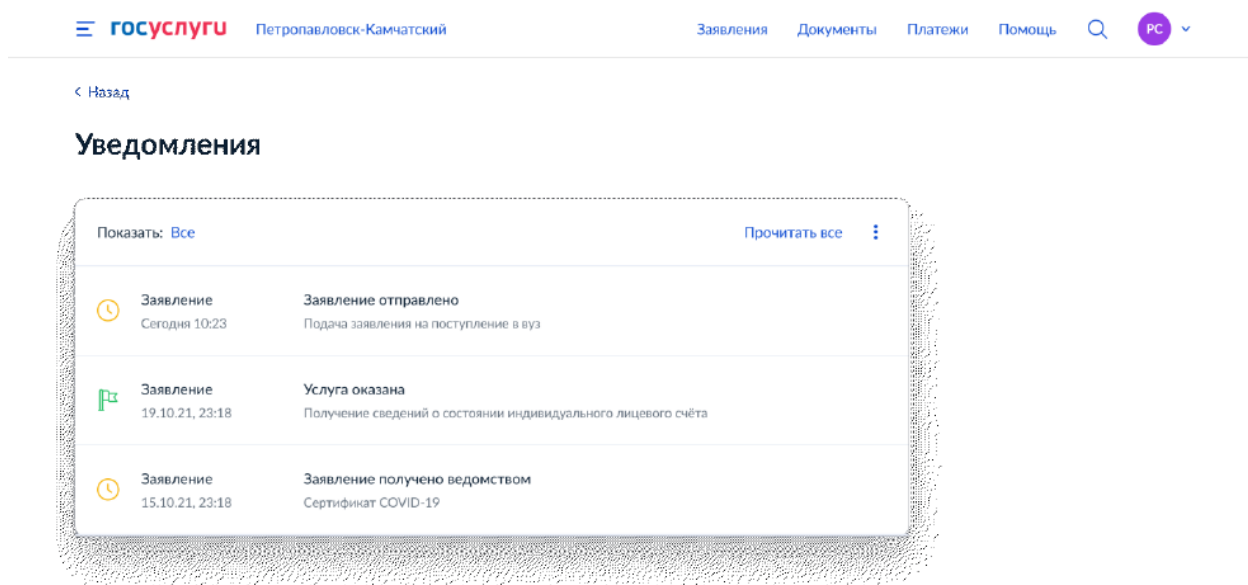 госуслуги Петропавловск-Камчатский Заявления Документы Платежи Помощь РС
Назад
Уведомления
Показать: Все Прочитать все
Заявление Заявление отправлено
Сегодня 10:23 Подача заявления на поступление в вуз
Заявление Услуга оказана
19.10.21, 23:18 Получение сведений о состоянии индивидуального лицевого счёта
Заявление Заявление получено ведомством
15.10.21, 23:18 Сертификат COVID-19